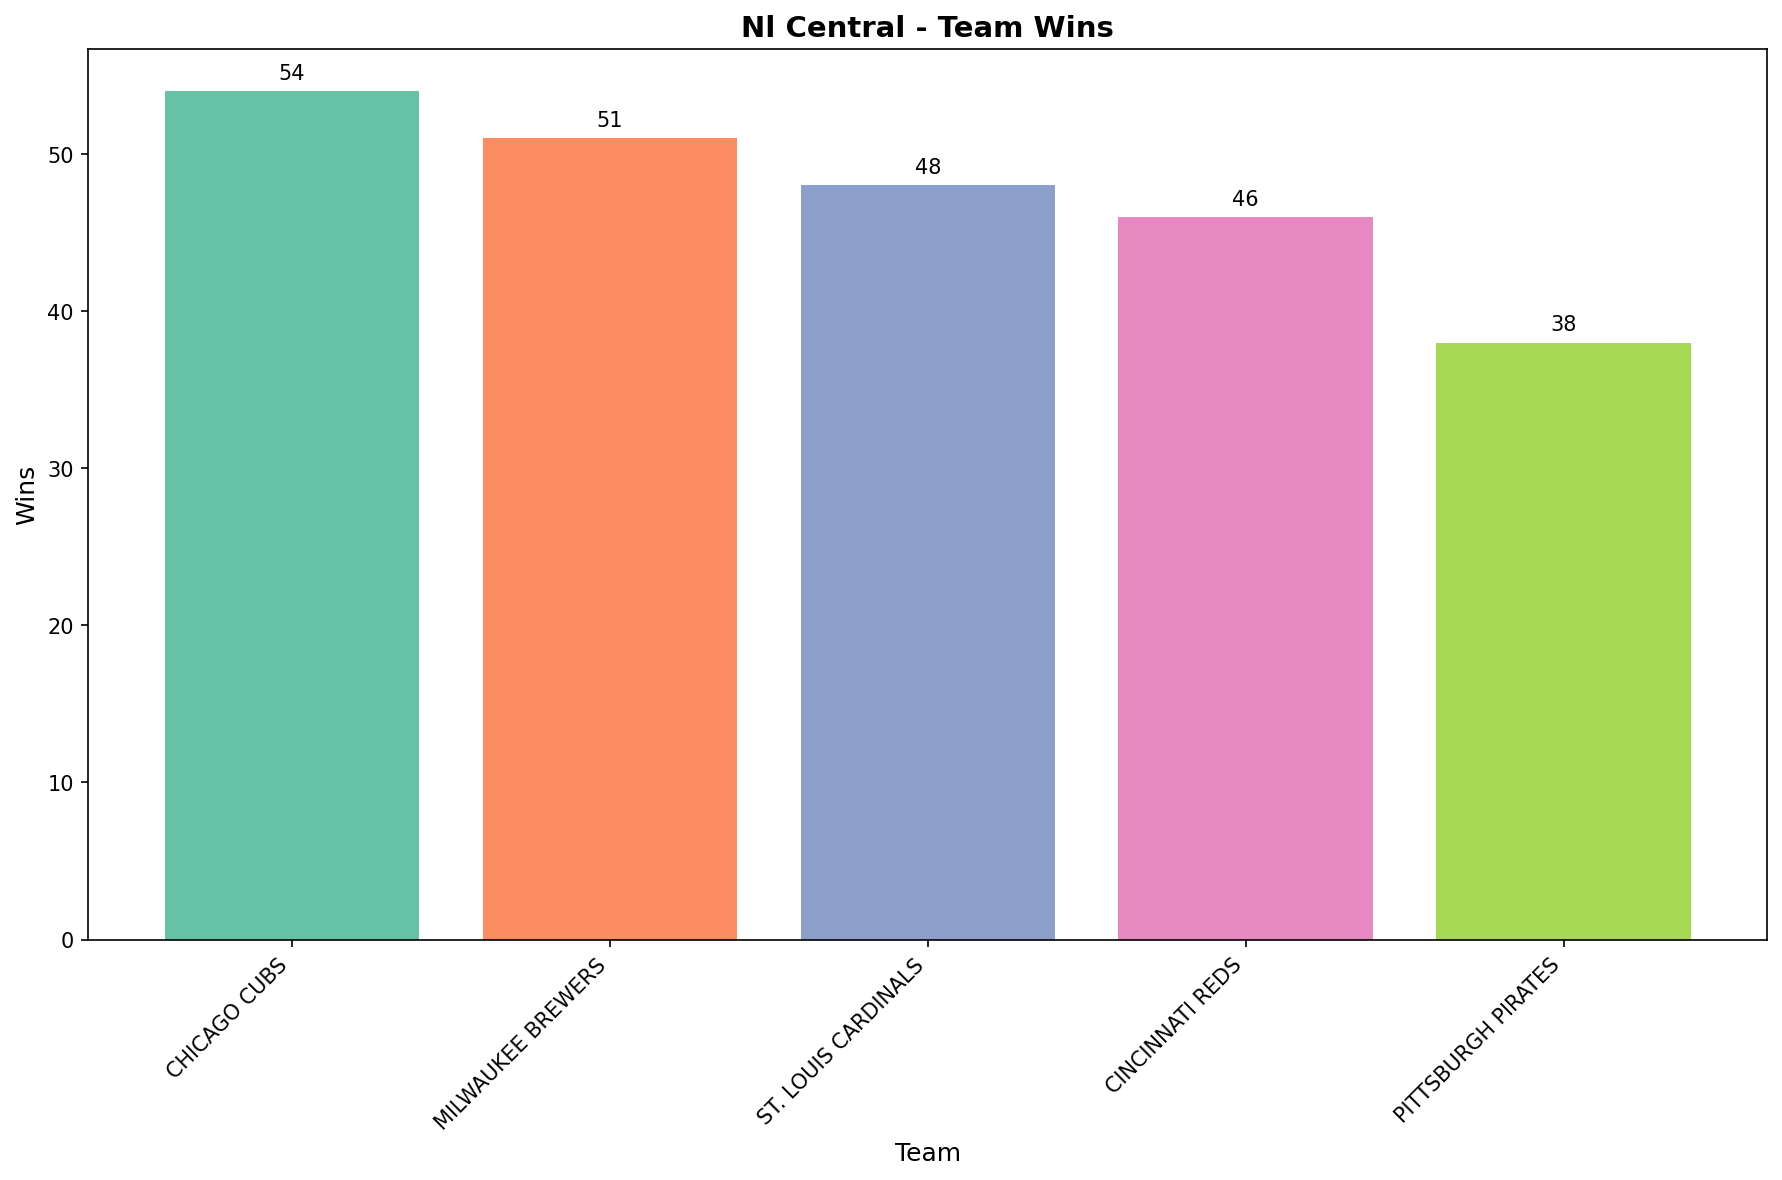 Nl Central - Team Wins
54
51
48
46
38
50
40
30
20
10
0
Wins
CHICAGO CUBS
MILWAUKEE BREWERS
ST. LOUIS CARDINALS
CINCINNATI REDS
PITTSBURGH PIRATES
Team